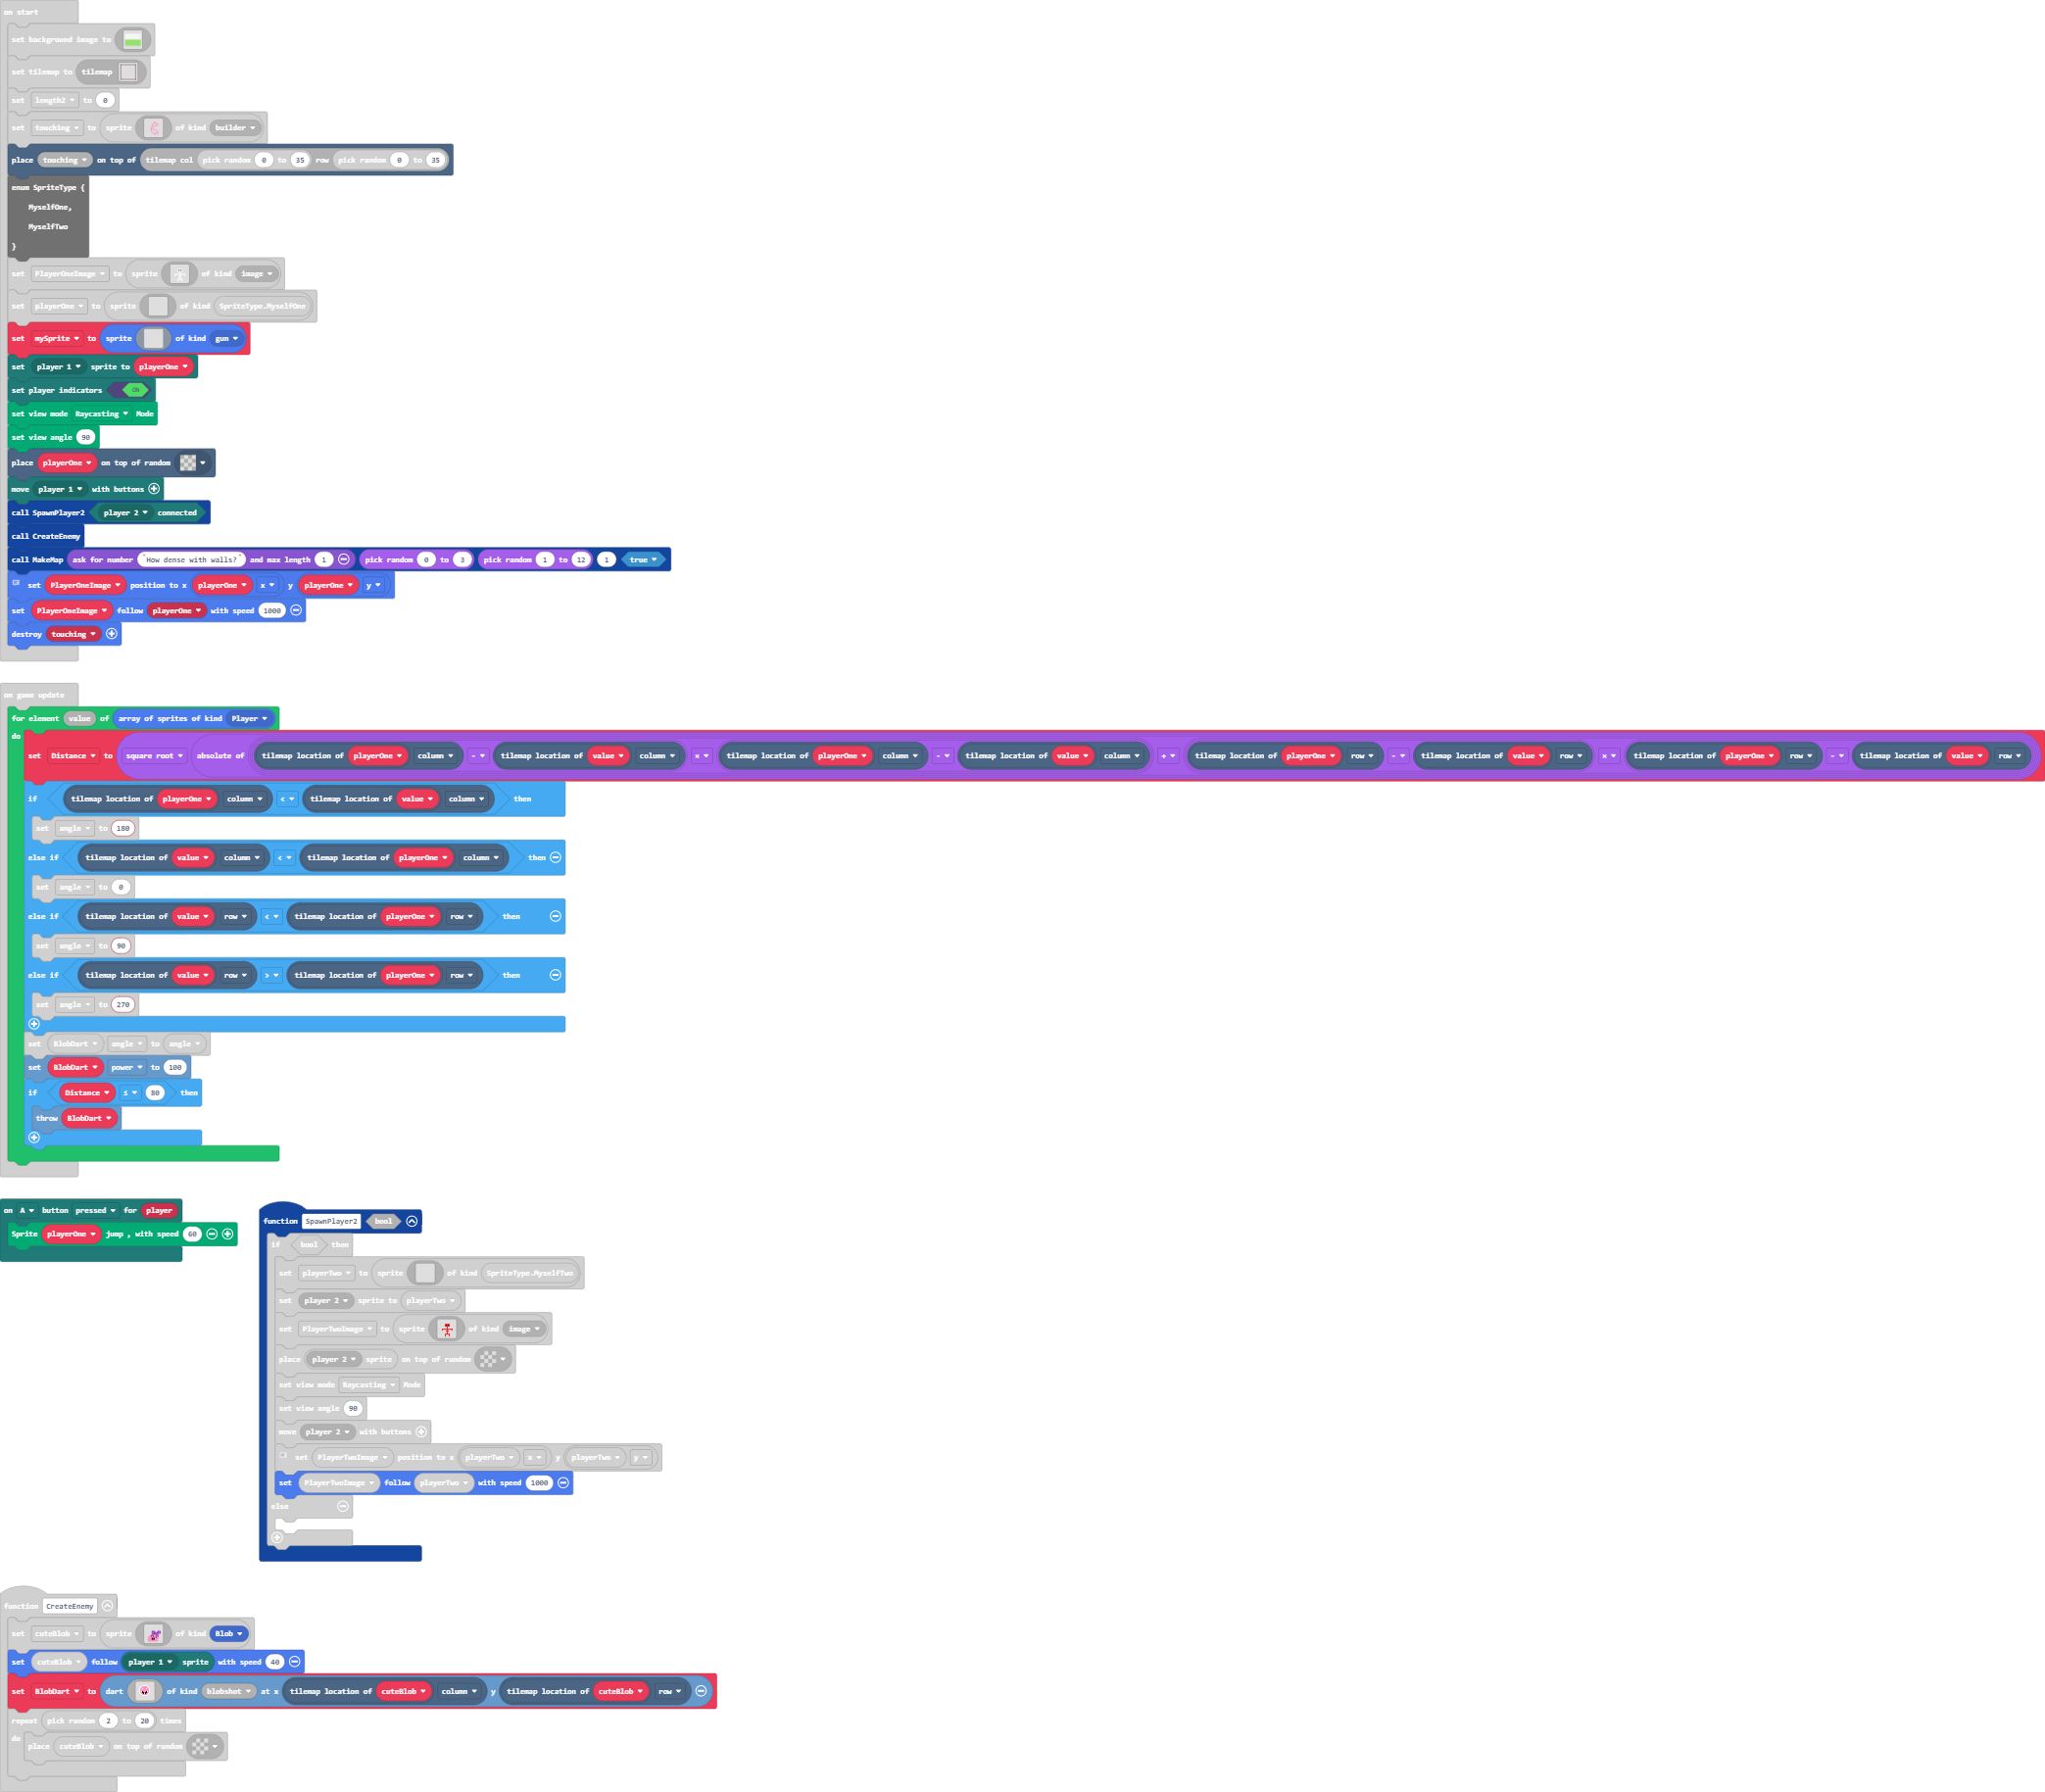 on start
set background image to
set tilemap to tilemap
set length2 to 0
set touching to sprite of kind builder
place touching on top of tilemap col pick random 0 to 35 row pick random 0 to 35
enum SpriteType {
MyselfOne,
MyselfTwo
}
set PlayerOneImage to sprite of kind image
set playerOne to sprite of kind SpriteType.MyselfOne
set mySprite to sprite of kind gun
set player 1 sprite to playerOne
set player indicators ON
set view mode Raycasting Mode
set view angle 90
place playerOne on top of random
move player 1 with buttons
call SpawnPlayer2 player 2 connected
call CreateEnemy
call MakeMap ask for number "How dense with walls?" and max length 1 pick random 0 to 3 pick random 1 to 12 1 true
set PlayerOneImage position to x playerOne x y playerOne y
set PlayerOneImage follow playerOne with speed 1000
destroy touching
on game update
for element value of array of sprites of kind Player
do
set Distance to square root absolute of tilemap location of playerOne column - tilemap location of value column × tilemap location of playerOne column - tilemap location of value column + tilemap location of playerOne row - tilemap location of value row × tilemap location of playerOne row - tilemap location of value row
if tilemap location of playerOne column < tilemap location of value column then
set angle to 180
else if tilemap location of value column < tilemap location of playerOne column then
set angle to 0
else if tilemap location of value row < tilemap location of playerOne row then
set angle to 90
else if tilemap location of value row > tilemap location of playerOne row then
set angle to 270
set BlobDart angle to angle
set BlobDart power to 100
if Distance ≤ 80 then
throw BlobDart
on A button pressed for player
Sprite playerOne jump , with speed 60
function SpawnPlayer2 bool
if bool then
set playerTwo to sprite of kind SpriteType.MyselfTwo
set player 2 sprite to playerTwo
set PlayerTwoImage to sprite of kind image
place player 2 sprite on top of random
set view mode Raycasting Mode
set view angle 90
move player 2 with buttons
set PlayerTwoImage position to x playerTwo x y playerTwo y
set PlayerTwoImage follow playerTwo with speed 1000
else
function CreateEnemy
set cuteBlob to sprite of kind Blob
set cuteBlob follow player 1 sprite with speed 40
set BlobDart to dart of kind blobshot at x tilemap location of cuteBlob column y tilemap location of cuteBlob row
repeat pick random 2 to 20 times
do
place cuteBlob on top of random